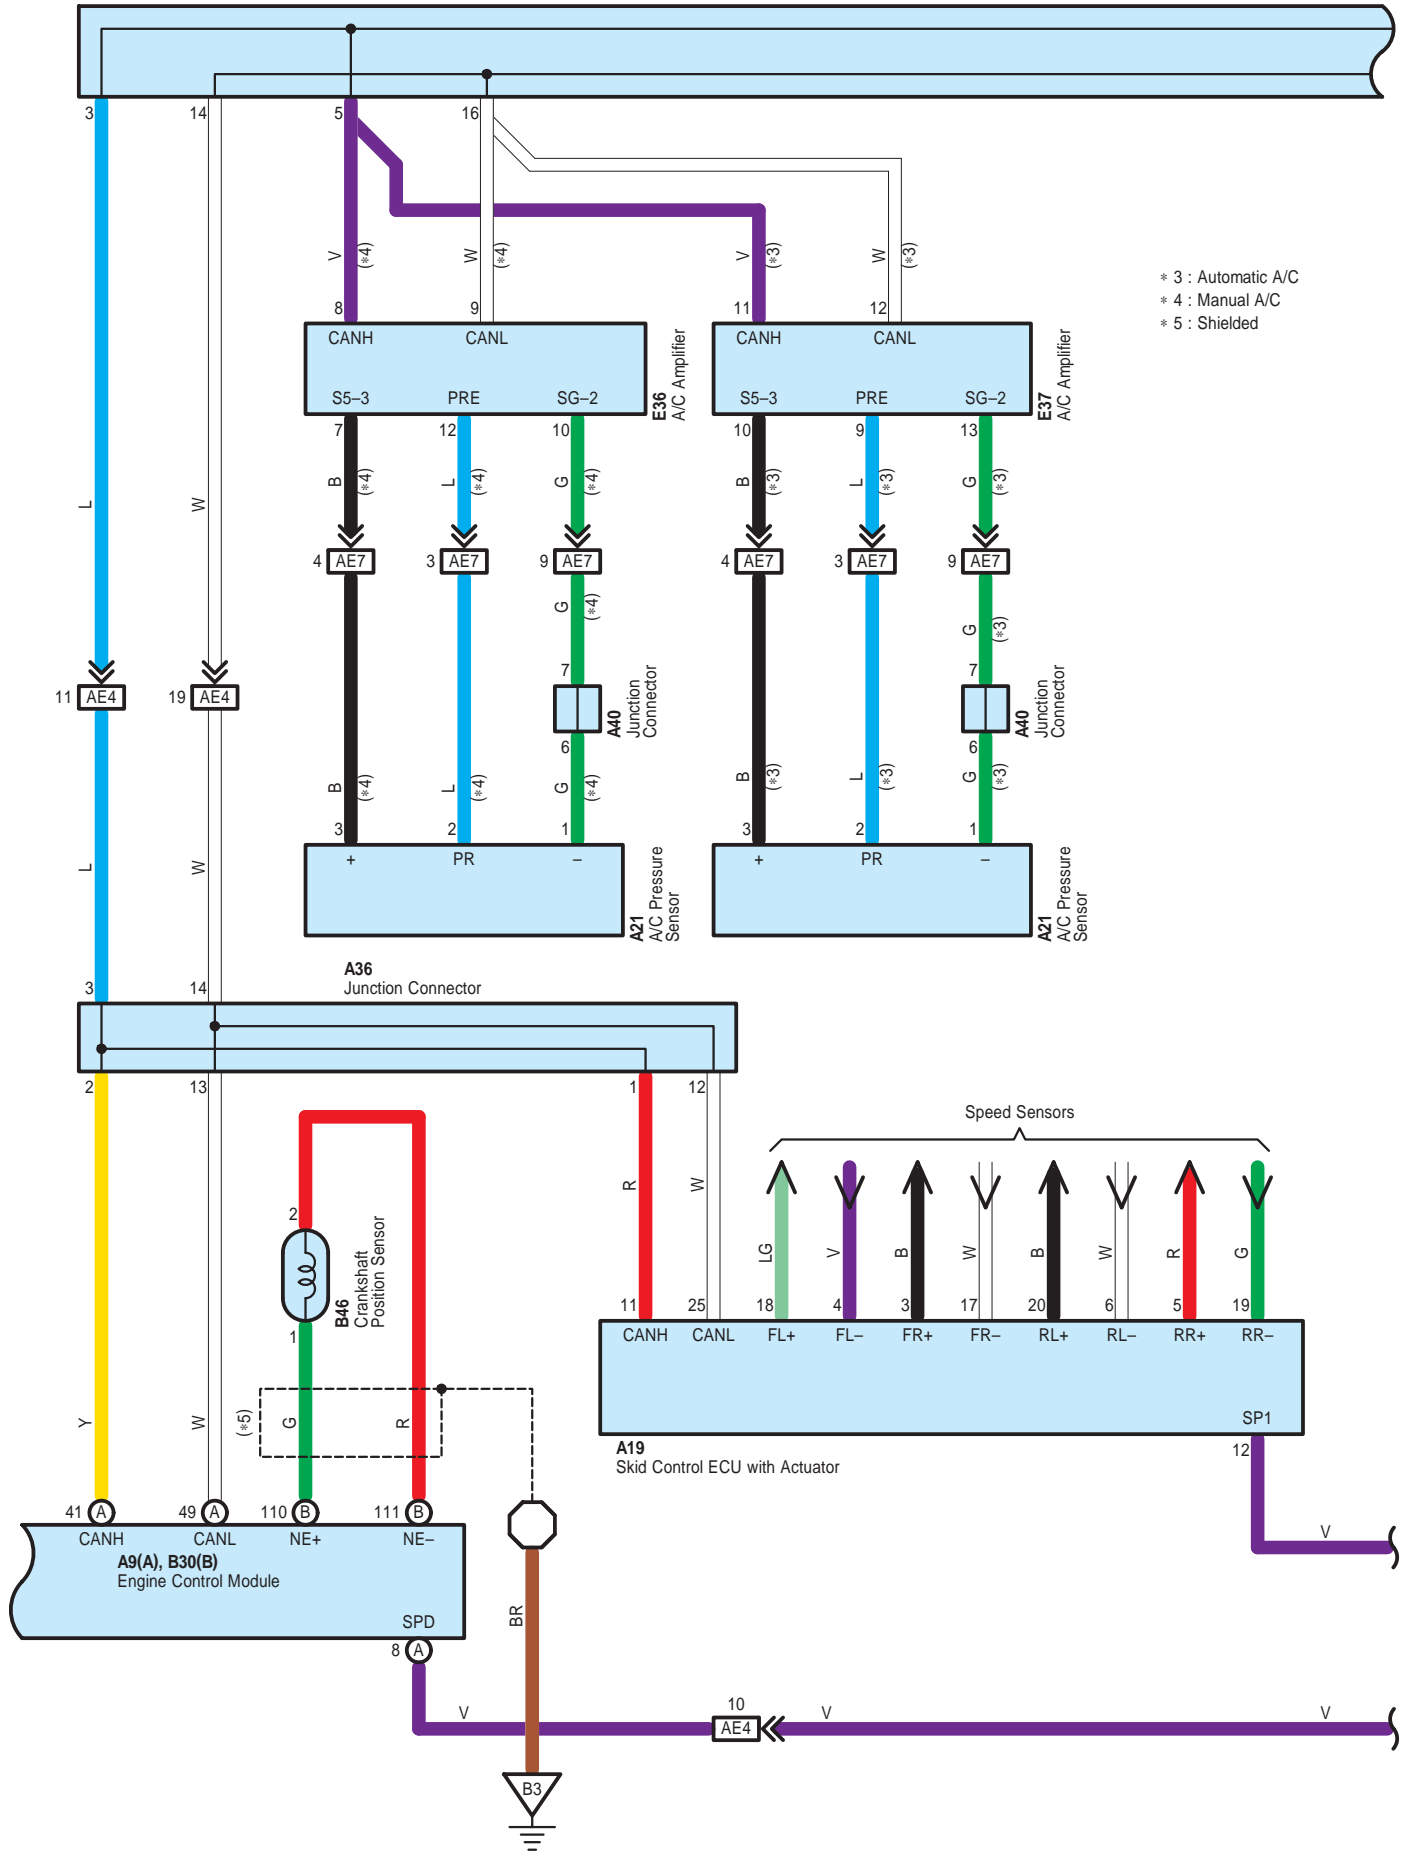 3 14 5 16
V (*4) W (*4) V (*3) W (*3)
* 3 : Automatic A/C
* 4 : Manual A/C
* 5 : Shielded
8 9 11 12
CANH CANL CANH CANL
S5–3 PRE SG–2 S5–3 PRE SG–2
E36
A/C Amplifier
E37
A/C Amplifier
7 12 10 10 9 13
L W B (*4) L (*4) G (*4) B (*3) L (*3) G (*3)
4 AE7 3 AE7 9 AE7 4 AE7 3 AE7 9 AE7
G (*4) G (*3)
7 7
11 AE4 19 AE4
A40
Junction
Connector
A40
Junction
Connector
6 6
B (*4) L (*4) G (*4) B (*3) L (*3) G (*3)
3 2 1 3 2 1
+ PR – + PR –
L W
A21
A/C Pressure
Sensor
A21
A/C Pressure
Sensor
A36
Junction Connector
3 14
2 13 1 12
Speed Sensors
R W
2
B46
Crankshaft
Position Sensor
1
LG V B W B W R G
11 25 18 4 3 17 20 6 5 19
CANH CANL FL+ FL– FR+ FR– RL+ RL– RR+ RR–
SP1
A19
Skid Control ECU with Actuator
12
V
Y W (*5) G R
41 A 49 A 110 B 111 B
CANH CANL NE+ NE–
A9(A), B30(B)
Engine Control Module
SPD
8 A
BR
V 10 V V
AE4
B3